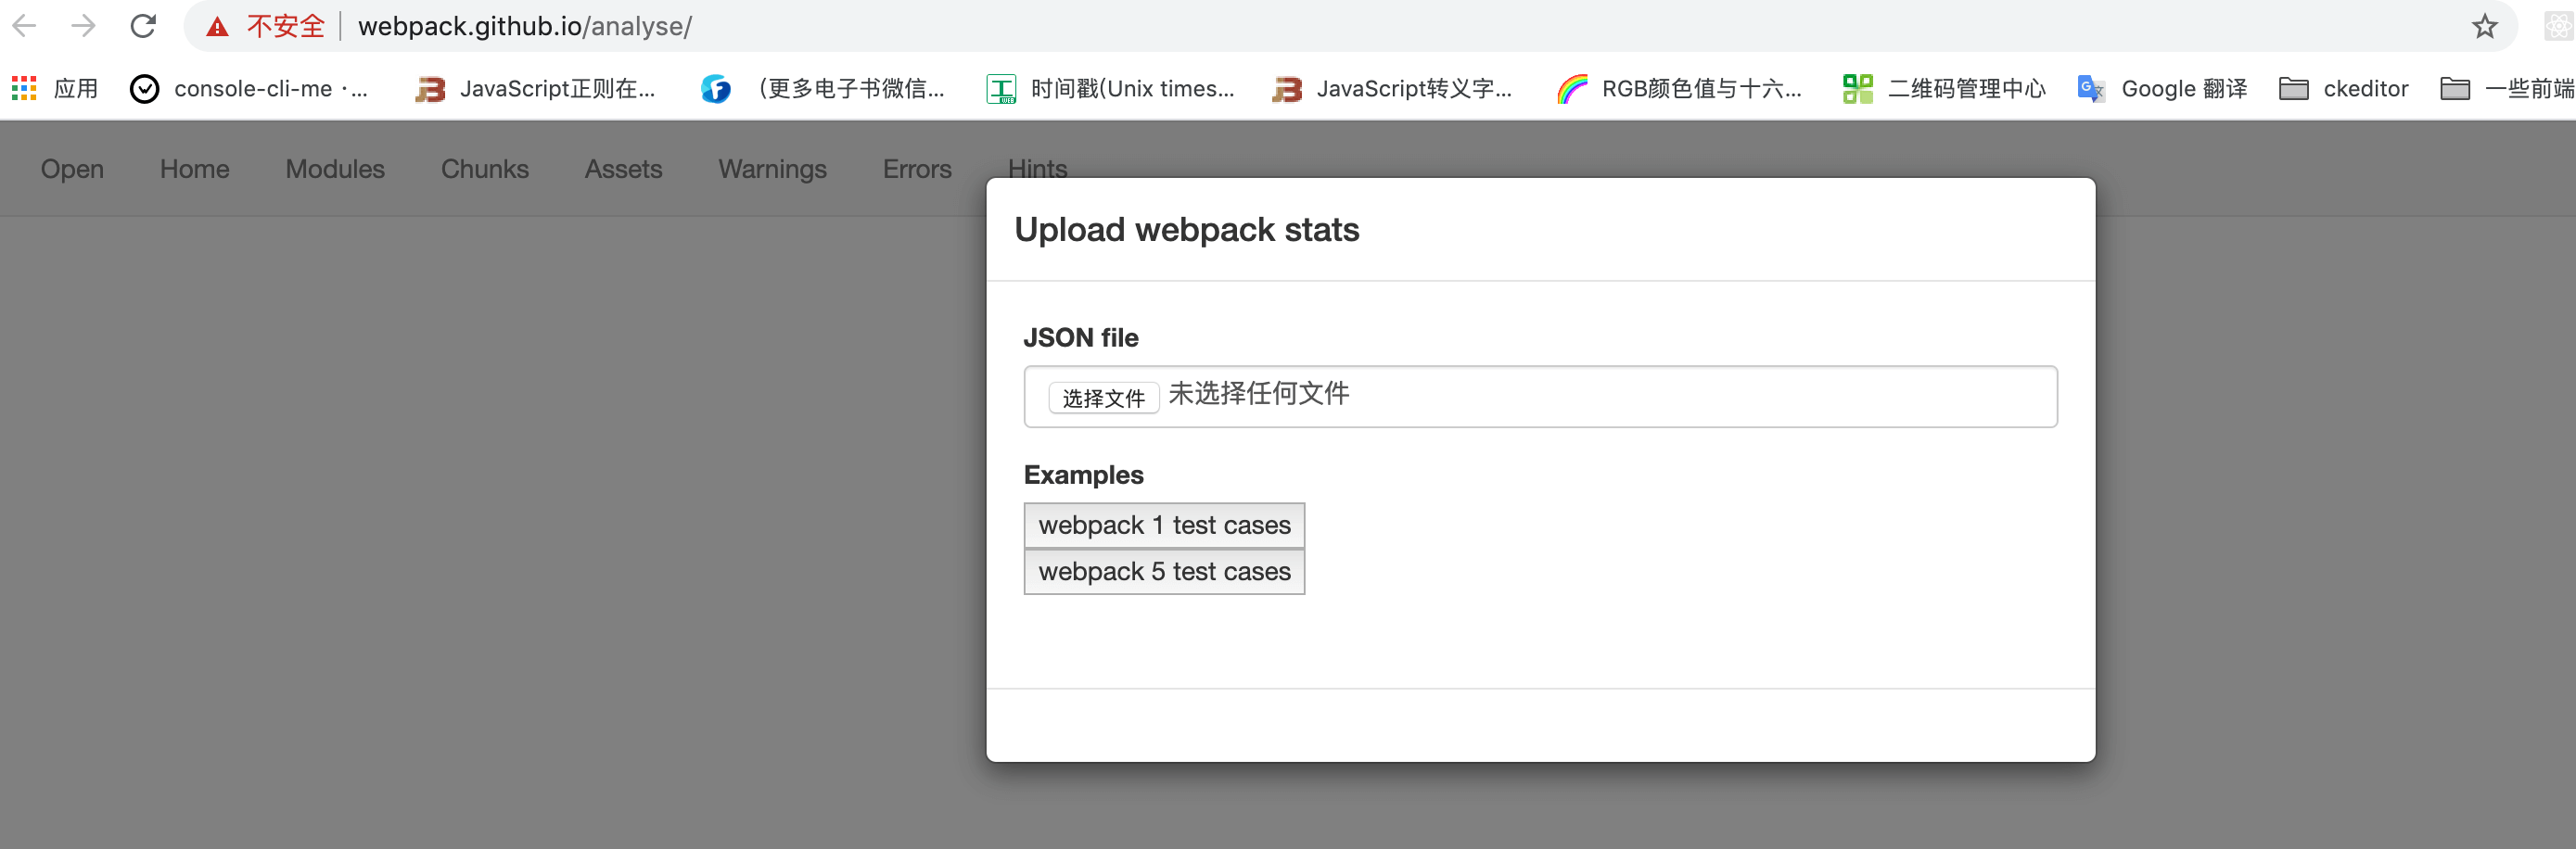 不安全 webpack.github.io/analyse/
应用 console-cli-me ·... JavaScript正则在... （更多电子书微信... 时间戳(Unix times... JavaScript转义字... RGB颜色值与十六... 二维码管理中心 Google 翻译 ckeditor 一些前端
Open Home Modules Chunks Assets Warnings Errors Hints
Upload webpack stats
JSON file
选择文件 未选择任何文件
Examples
webpack 1 test cases
webpack 5 test cases